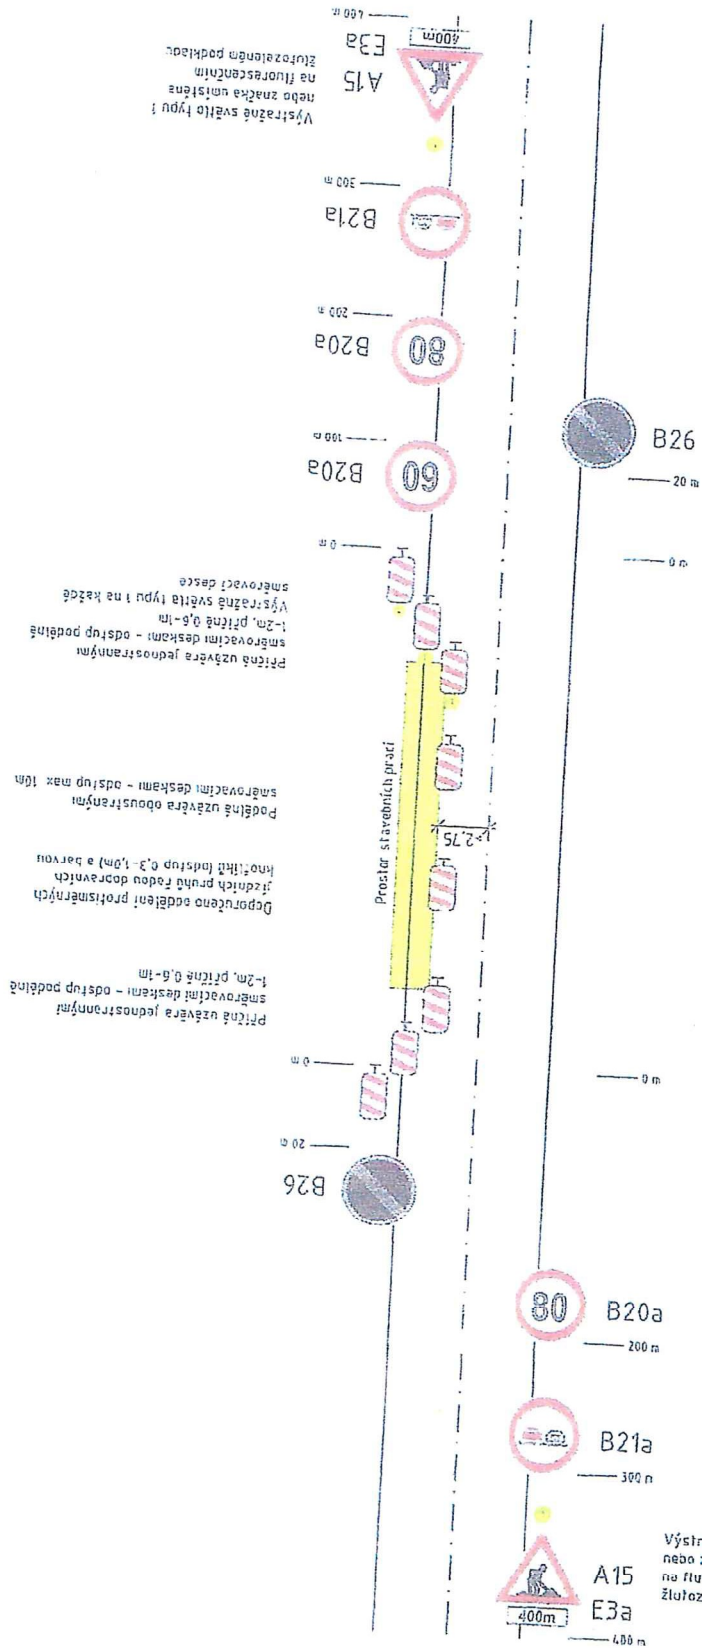 400 m
E3a
400m
A15
Výstražné světlo typu 1
nebo značka umístěna
na fluorescenčním
žlutozeleném podkladu
300 m
B21a
200 m
B20a
80
100 m
B20a
60
B26
20 m
0 m
0 m
Příčná uzávěra jednostrannými
směrovacími deskami - odstup podélně
1-2m, příčně 0,6-1m
Výstražná světla typu 1 na každé
směrovací desce
Prostor stavebních prací
Podélná uzávěra oboustranými
směrovacími deskami - odstup max 10m
>2,75
Doporučeno oddělení protisměrných
jízdních pruhů řadou dopravních
knoflíků (odstup 0,3-1,0m) a barvou
Příčná uzávěra jednostrannými
směrovacími deskami - odstup podélně
1-2m, příčně 0,6-1m
0 m
0 m
20 m
B26
80
B20a
200 m
B21a
300 m
A15
400m
E3a
400 m